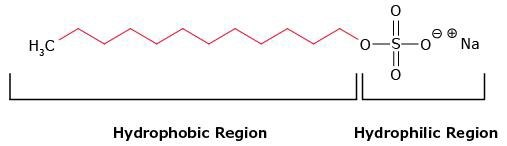 O
H₃C O S O ⊖ ⊕ Na
O
Hydrophobic Region Hydrophilic Region